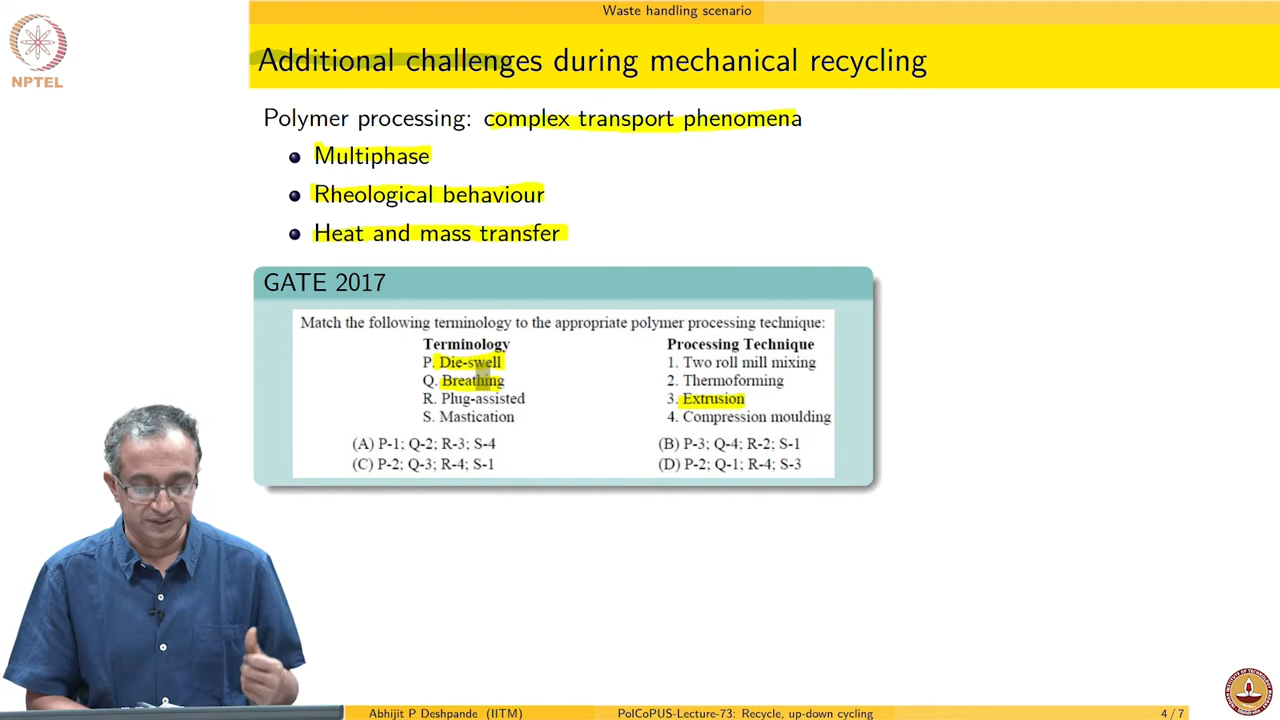 Waste handling scenario
NPTEL
Additional challenges during mechanical recycling
Polymer processing: complex transport phenomena
Multiphase
Rheological behaviour
Heat and mass transfer
GATE 2017
Match the following terminology to the appropriate polymer processing technique:
Terminology Processing Technique
P. Die-swell 1. Two roll mill mixing
Q. Breathing 2. Thermoforming
R. Plug-assisted 3. Extrusion
S. Mastication 4. Compression moulding
(A) P-1; Q-2; R-3; S-4 (B) P-3; Q-4; R-2; S-1
(C) P-2; Q-3; R-4; S-1 (D) P-2; Q-1; R-4; S-3
Abhijit P Deshpande (IITM) PolCoPUS-Lecture-73: Recycle, up-down cycling 4 / 7